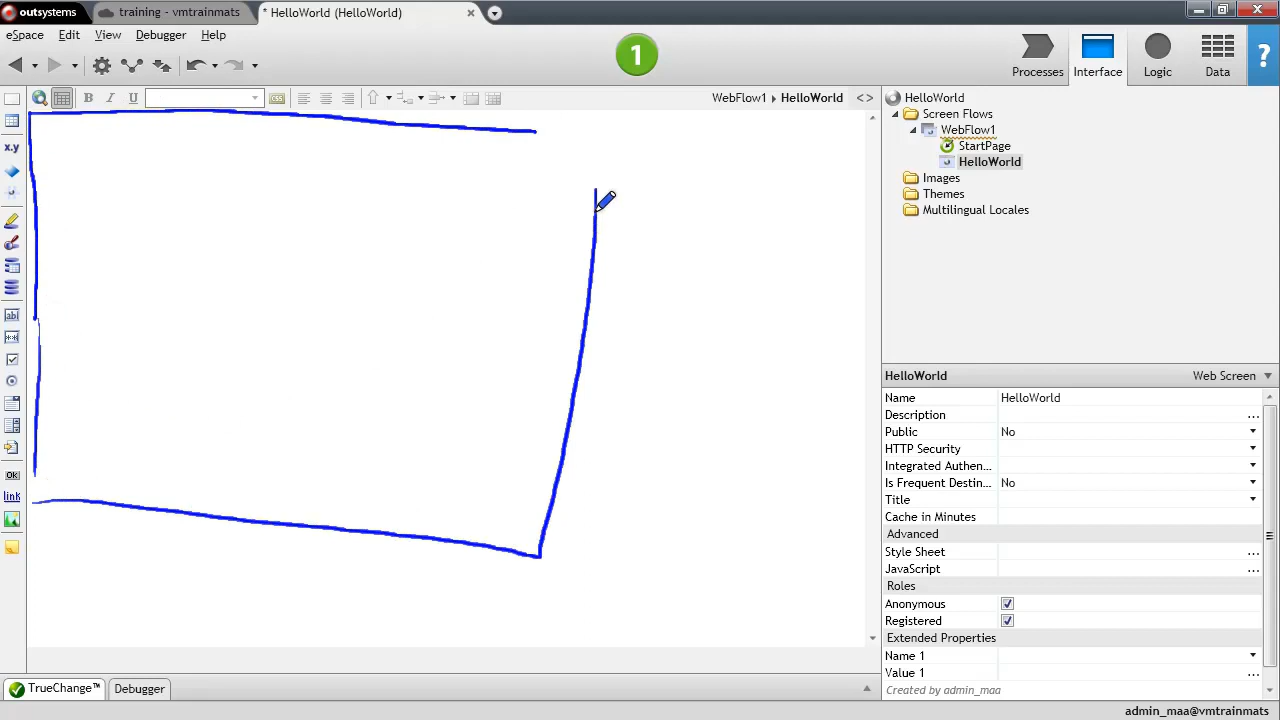 outsystems training - vmtrainmats * HelloWorld (HelloWorld)
eSpace Edit View Debugger Help
1
Processes Interface Logic Data ?
B I U WebFlow1 HelloWorld <>
x.y
abl
OK
link
HelloWorld
Screen Flows
WebFlow1
StartPage
HelloWorld
Images
Themes
Multilingual Locales
HelloWorld Web Screen
Name HelloWorld
Description ...
Public No
HTTP Security
Integrated Authen...
Is Frequent Destin... No
Title
Cache in Minutes
Advanced
Style Sheet ...
JavaScript ...
Roles
Anonymous
Registered
Extended Properties
Name 1
Value 1 ...
Created by admin_maa
TrueChange™ Debugger
admin_maa@vmtrainmats